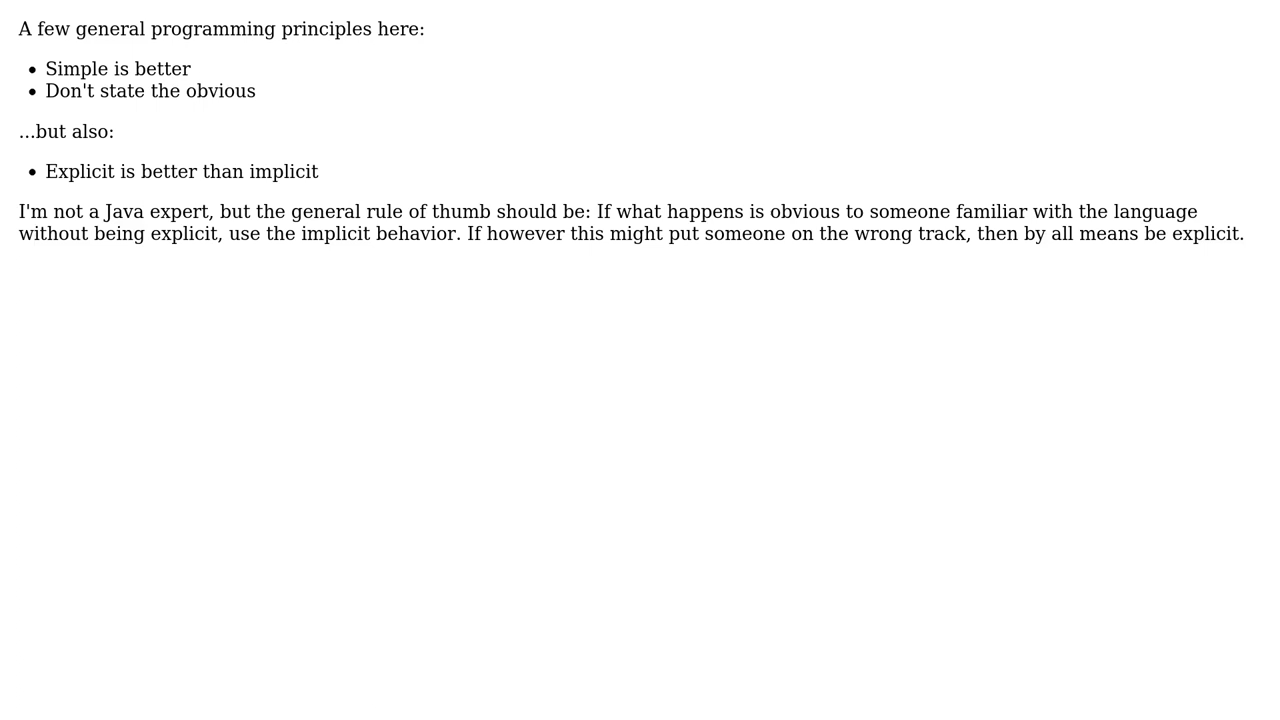 A few general programming principles here:
• Simple is better
• Don't state the obvious
...but also:
• Explicit is better than implicit
I'm not a Java expert, but the general rule of thumb should be: If what happens is obvious to someone familiar with the language
without being explicit, use the implicit behavior. If however this might put someone on the wrong track, then by all means be explicit.